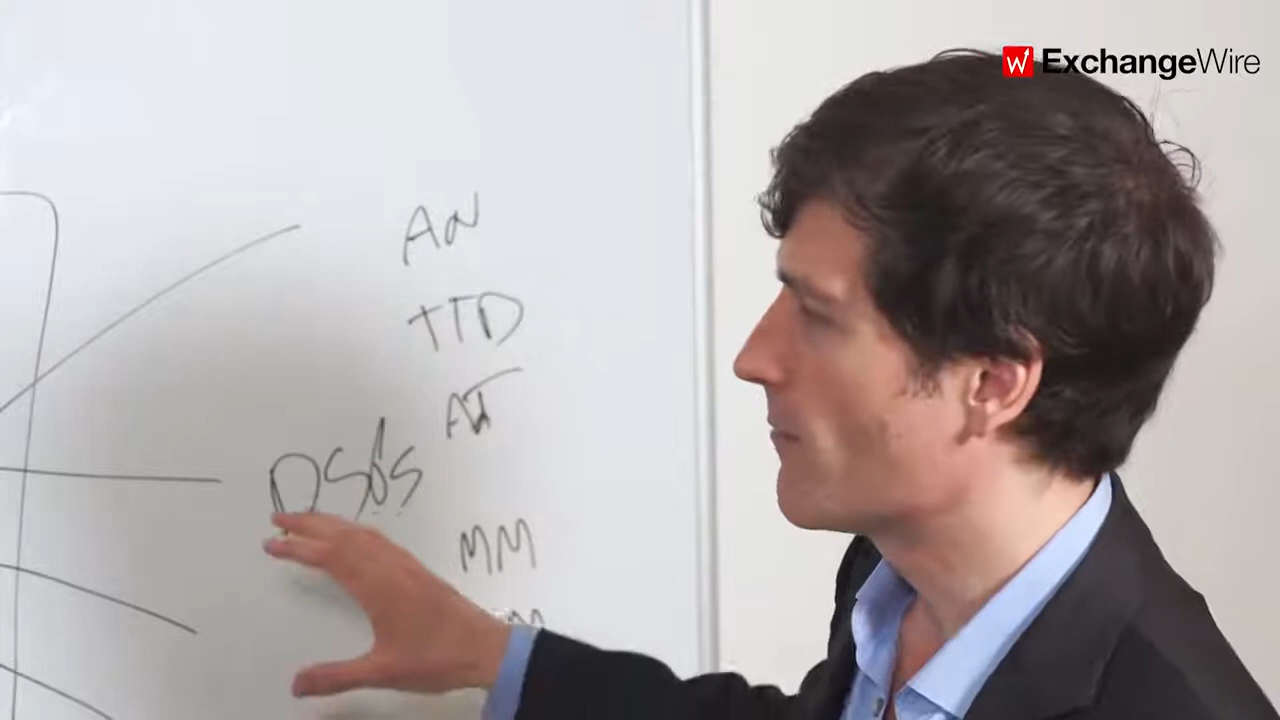 ExchangeWire
AN
TTD
AT
DSPS
MM